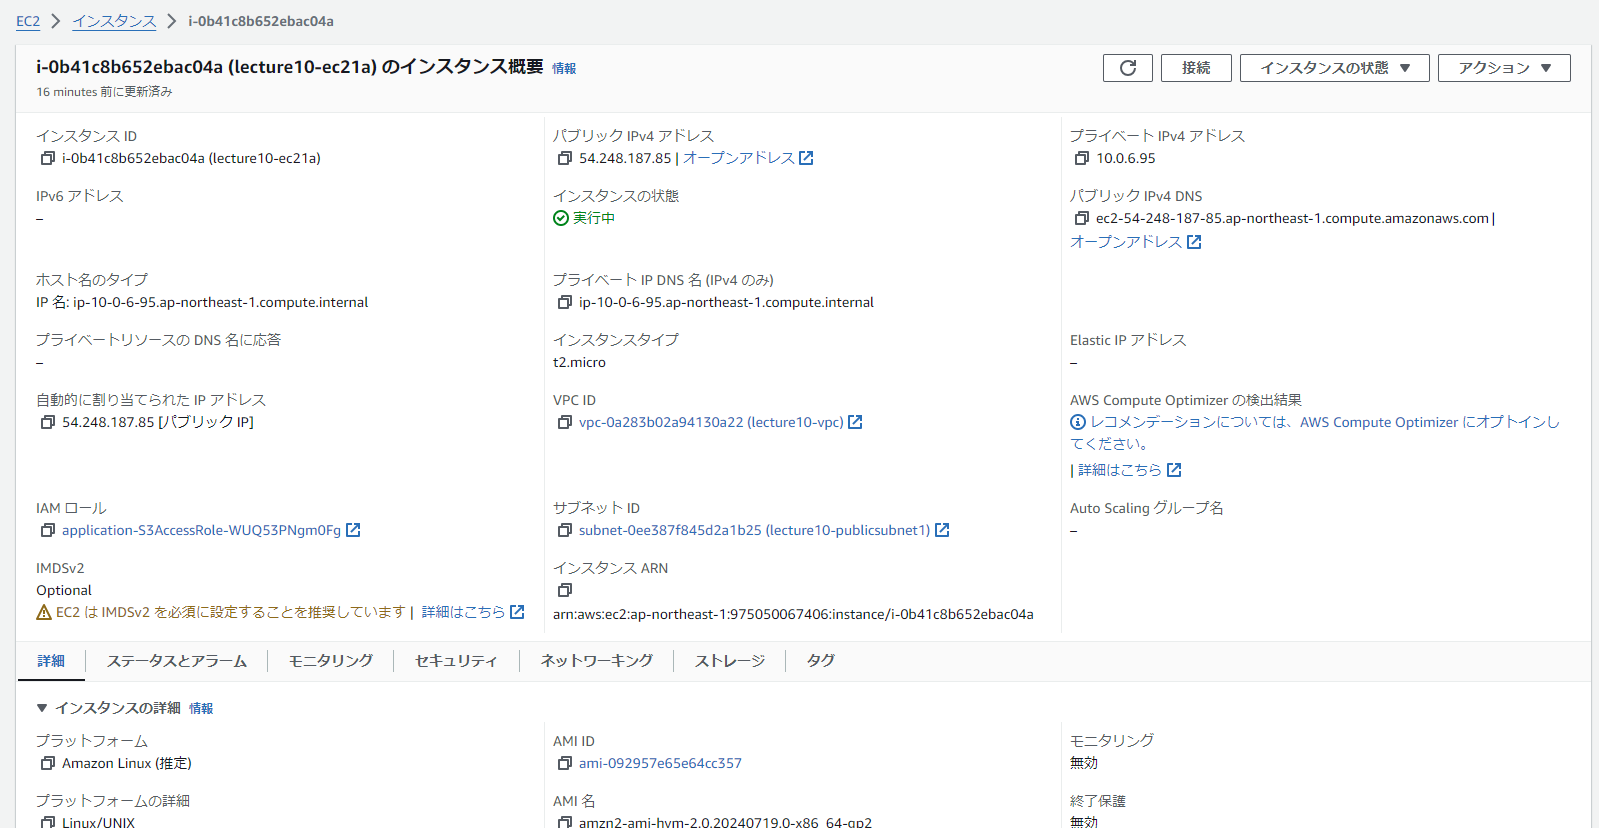 EC2 > インスタンス > i-0b41c8b652ebac04a
i-0b41c8b652ebac04a (lecture10-ec21a) のインスタンス概要 情報
16 minutes 前に更新済み
接続
インスタンスの状態 ▼
アクション ▼
インスタンス ID
i-0b41c8b652ebac04a (lecture10-ec21a)
パブリック IPv4 アドレス
54.248.187.85 | オープンアドレス
プライベート IPv4 アドレス
10.0.6.95
IPv6 アドレス
–
インスタンスの状態
実行中
パブリック IPv4 DNS
ec2-54-248-187-85.ap-northeast-1.compute.amazonaws.com |
オープンアドレス
ホスト名のタイプ
IP 名: ip-10-0-6-95.ap-northeast-1.compute.internal
プライベート IP DNS 名 (IPv4 のみ)
ip-10-0-6-95.ap-northeast-1.compute.internal
プライベートリソースの DNS 名に応答
–
インスタンスタイプ
t2.micro
Elastic IP アドレス
–
自動的に割り当てられた IP アドレス
54.248.187.85 [パブリック IP]
VPC ID
vpc-0a283b02a94130a22 (lecture10-vpc)
AWS Compute Optimizer の検出結果
レコメンデーションについては、AWS Compute Optimizer にオプトインし
てください。
| 詳細はこちら
IAM ロール
application-S3AccessRole-WUQ53PNgm0Fg
サブネット ID
subnet-0ee387f845d2a1b25 (lecture10-publicsubnet1)
Auto Scaling グループ名
–
IMDSv2
Optional
EC2 は IMDSv2 を必須に設定することを推奨しています | 詳細はこちら
インスタンス ARN
arn:aws:ec2:ap-northeast-1:975050067406:instance/i-0b41c8b652ebac04a
詳細
ステータスとアラーム
モニタリング
セキュリティ
ネットワーキング
ストレージ
タグ
▼ インスタンスの詳細 情報
プラットフォーム
Amazon Linux (推定)
AMI ID
ami-092957e65e64cc357
モニタリング
無効
プラットフォームの詳細
Linux/UNIX
AMI 名
amzn2-ami-hvm-2.0.20240719.0-x86_64-gp2
終了保護
無効